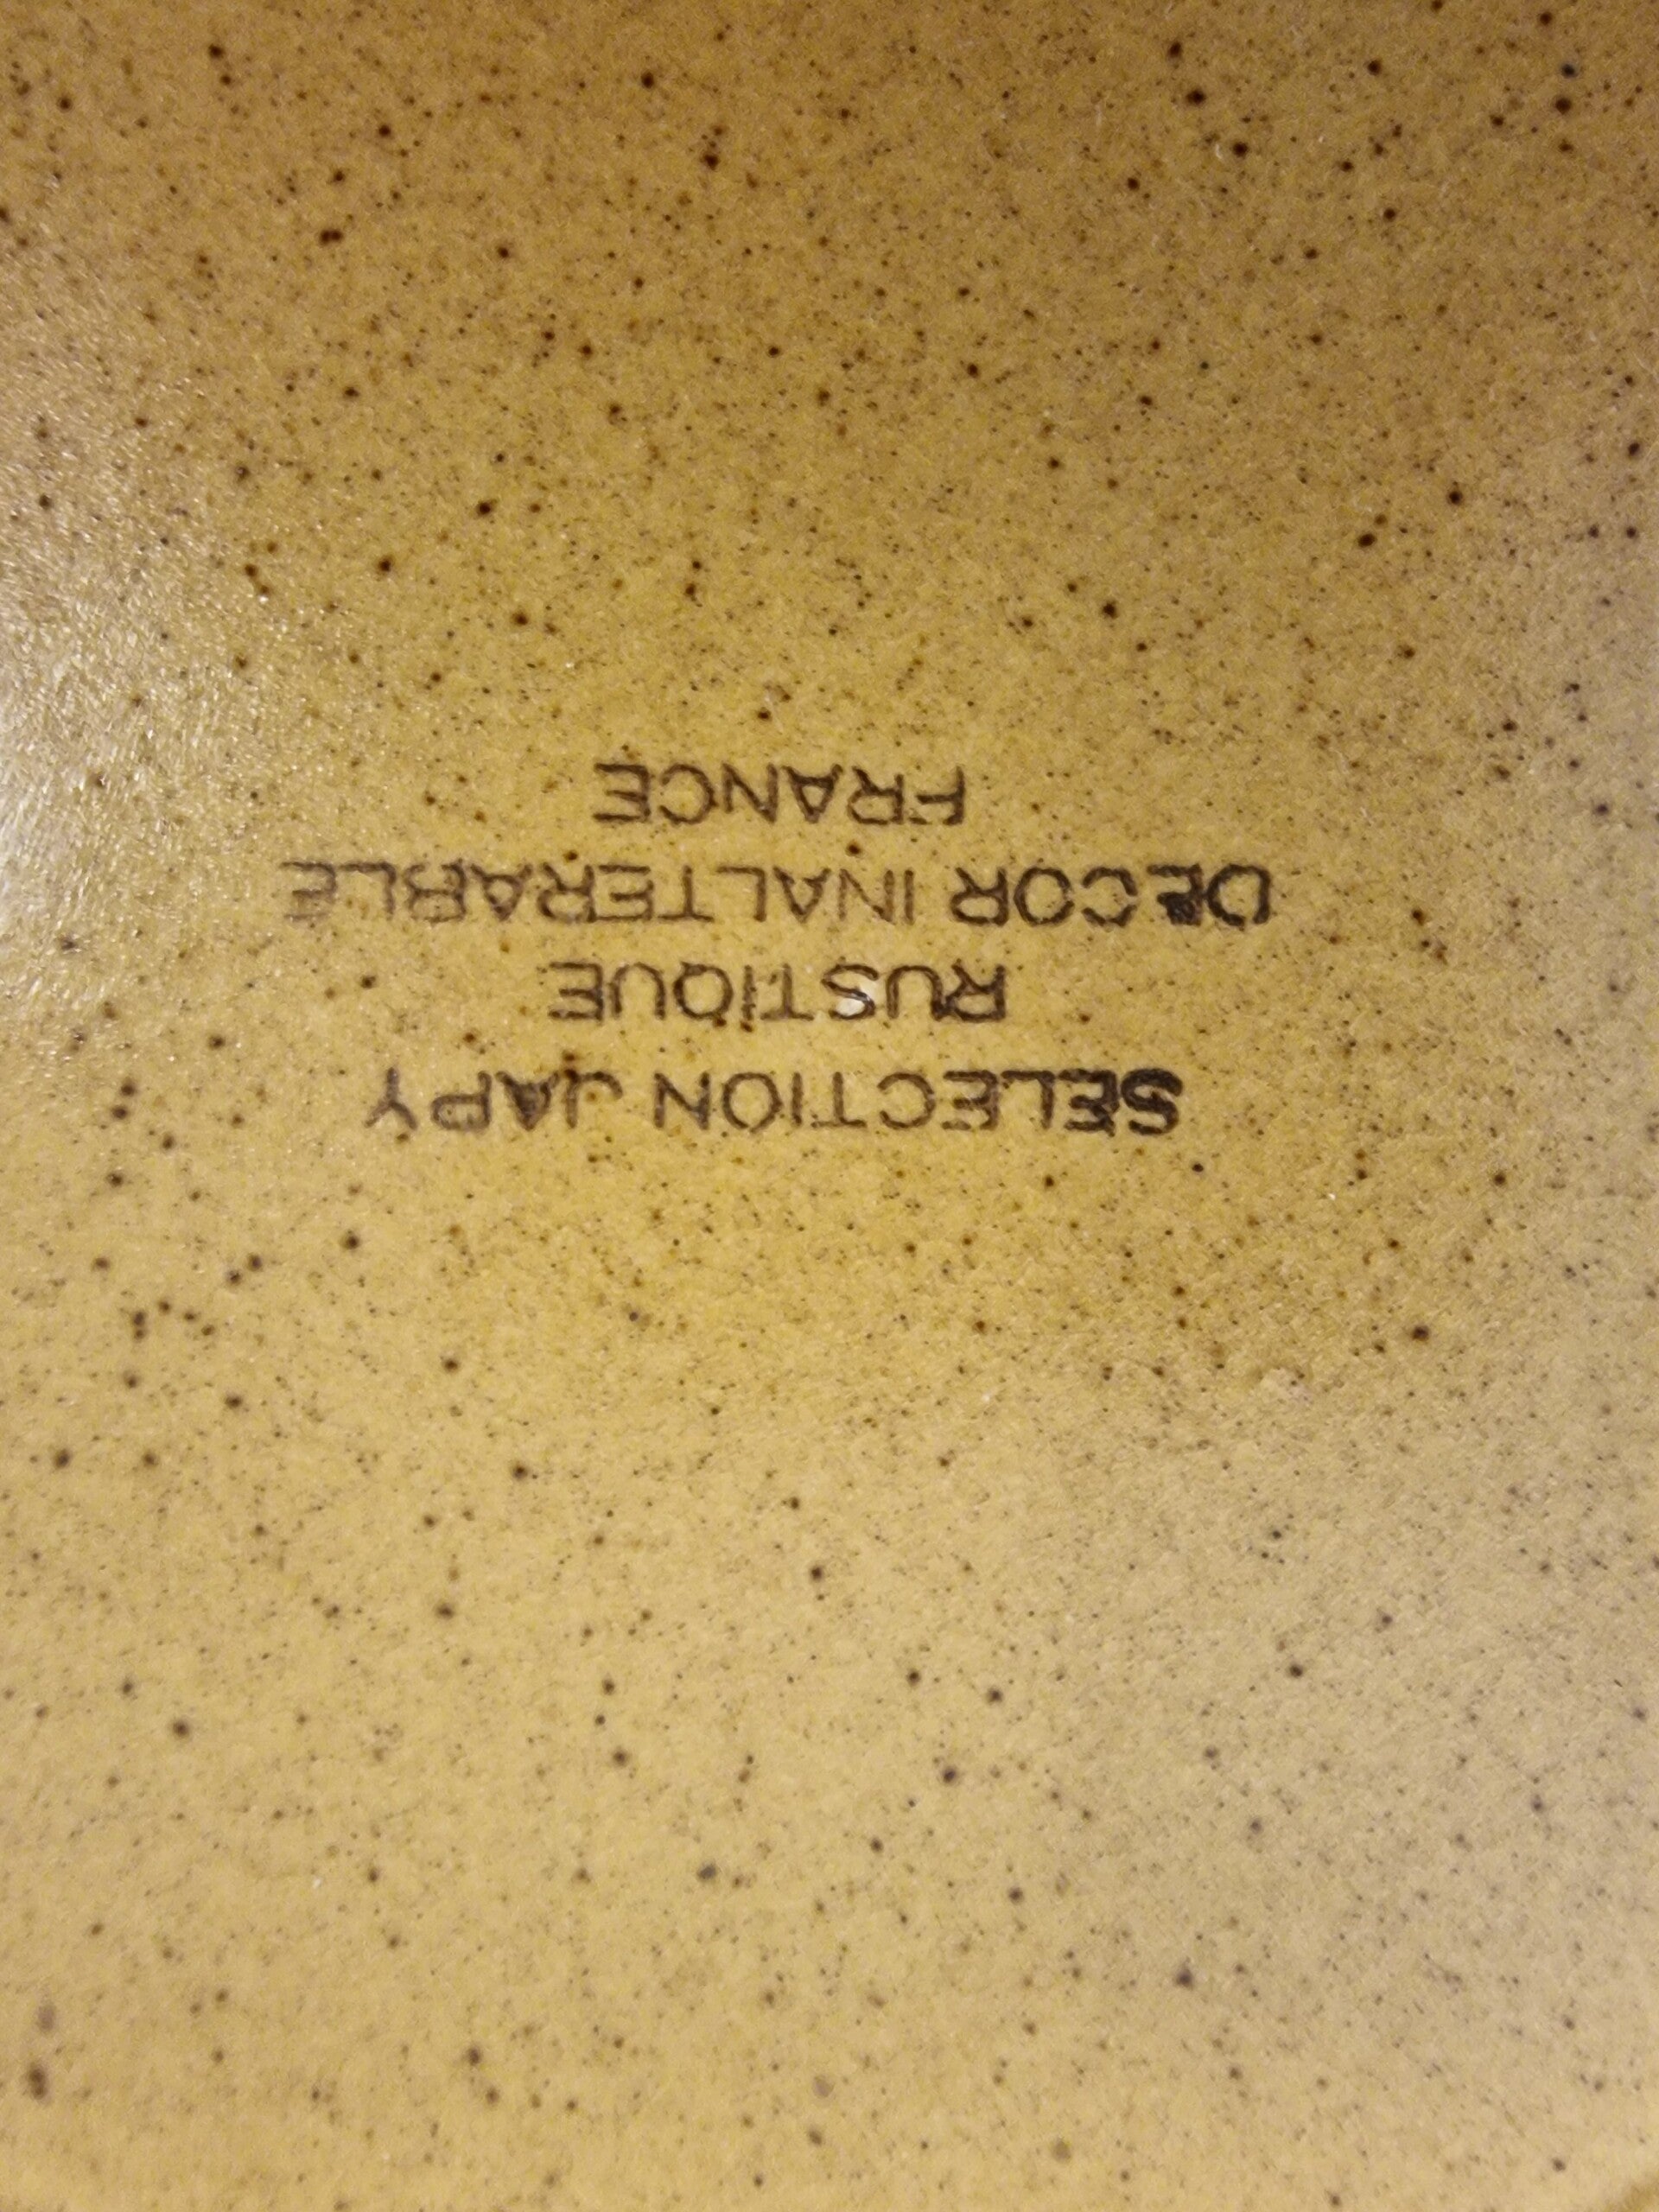 SELECTION JAPY
RUSTIQUE
DECOR INALTERABLE
FRANCE